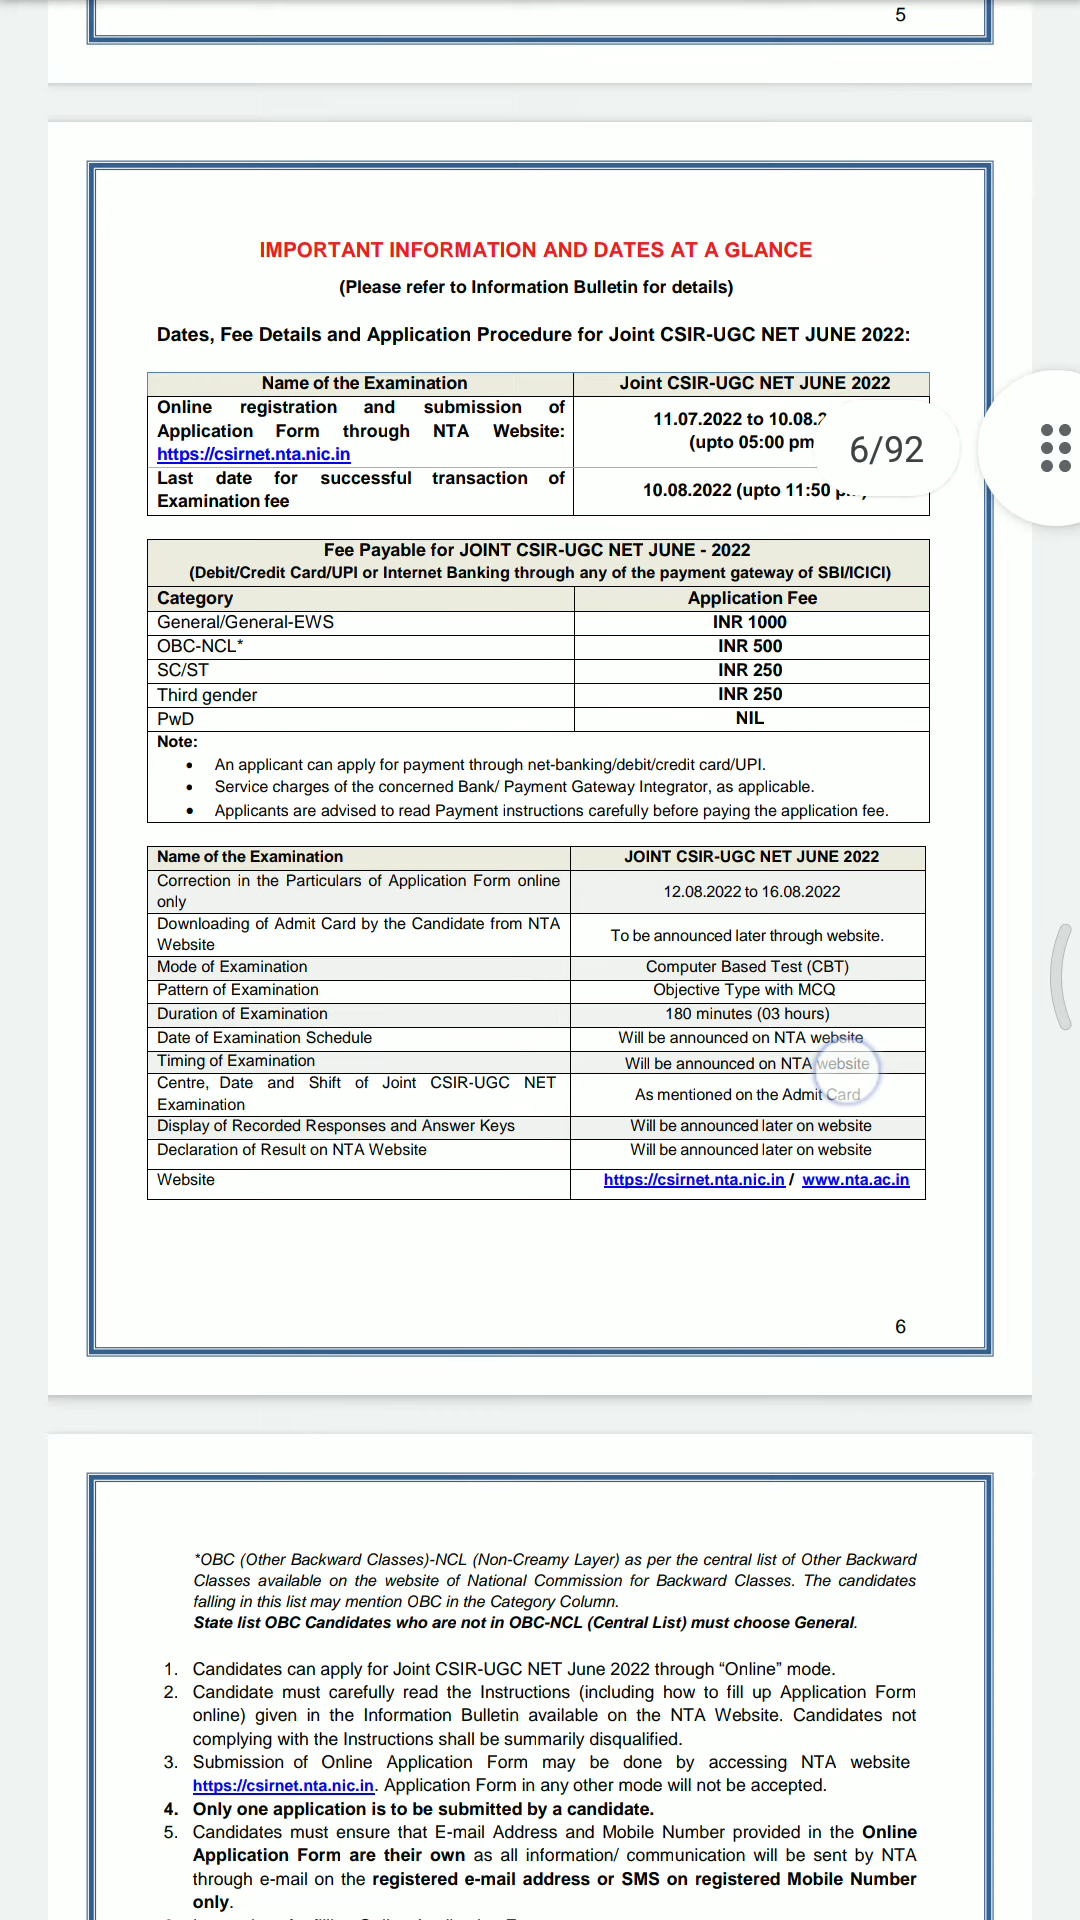 5
IMPORTANT INFORMATION AND DATES AT A GLANCE
(Please refer to Information Bulletin for details)
Dates, Fee Details and Application Procedure for Joint CSIR-UGC NET JUNE 2022:
Name of the Examination Joint CSIR-UGC NET JUNE 2022
Online registration and submission of
Application Form through NTA Website:
https://csirnet.nta.nic.in
11.07.2022 to
(upto 05:00 pm
6/92
Last date for successful transaction of
Examination fee
10.08.2022 (upto 11:50
Fee Payable for JOINT CSIR-UGC NET JUNE - 2022
(Debit/Credit Card/UPI or Internet Banking through any of the payment gateway of SBI/ICICI)
Category Application Fee
General/General-EWS INR 1000
OBC-NCL* INR 500
SC/ST INR 250
Third gender INR 250
PwD NIL
Note:
• An applicant can apply for payment through net-banking/debit/credit card/UPI.
• Service charges of the concerned Bank/ Payment Gateway Integrator, as applicable.
• Applicants are advised to read Payment instructions carefully before paying the application fee.
Name of the Examination JOINT CSIR-UGC NET JUNE 2022
Correction in the Particulars of Application Form online
only
12.08.2022 to 16.08.2022
Downloading of Admit Card by the Candidate from NTA
Website
To be announced later through website.
Mode of Examination Computer Based Test (CBT)
Pattern of Examination Objective Type with MCQ
Duration of Examination 180 minutes (03 hours)
Date of Examination Schedule Will be announced on NTA website
Timing of Examination Will be announced on NTA website
Centre, Date and Shift of Joint CSIR-UGC NET
Examination
As mentioned on the Admit Card
Display of Recorded Responses and Answer Keys Will be announced later on website
Declaration of Result on NTA Website Will be announced later on website
Website https://csirnet.nta.nic.in / www.nta.ac.in
6
*OBC (Other Backward Classes)-NCL (Non-Creamy Layer) as per the central list of Other Backward
Classes available on the website of National Commission for Backward Classes. The candidates
falling in this list may mention OBC in the Category Column.
State list OBC Candidates who are not in OBC-NCL (Central List) must choose General.
1. Candidates can apply for Joint CSIR-UGC NET June 2022 through “Online” mode.
2. Candidate must carefully read the Instructions (including how to fill up Application Form
online) given in the Information Bulletin available on the NTA Website. Candidates not
complying with the Instructions shall be summarily disqualified.
3. Submission of Online Application Form may be done by accessing NTA website
https://csirnet.nta.nic.in. Application Form in any other mode will not be accepted.
4. Only one application is to be submitted by a candidate.
5. Candidates must ensure that E-mail Address and Mobile Number provided in the Online
Application Form are their own as all information/ communication will be sent by NTA
through e-mail on the registered e-mail address or SMS on registered Mobile Number
only.